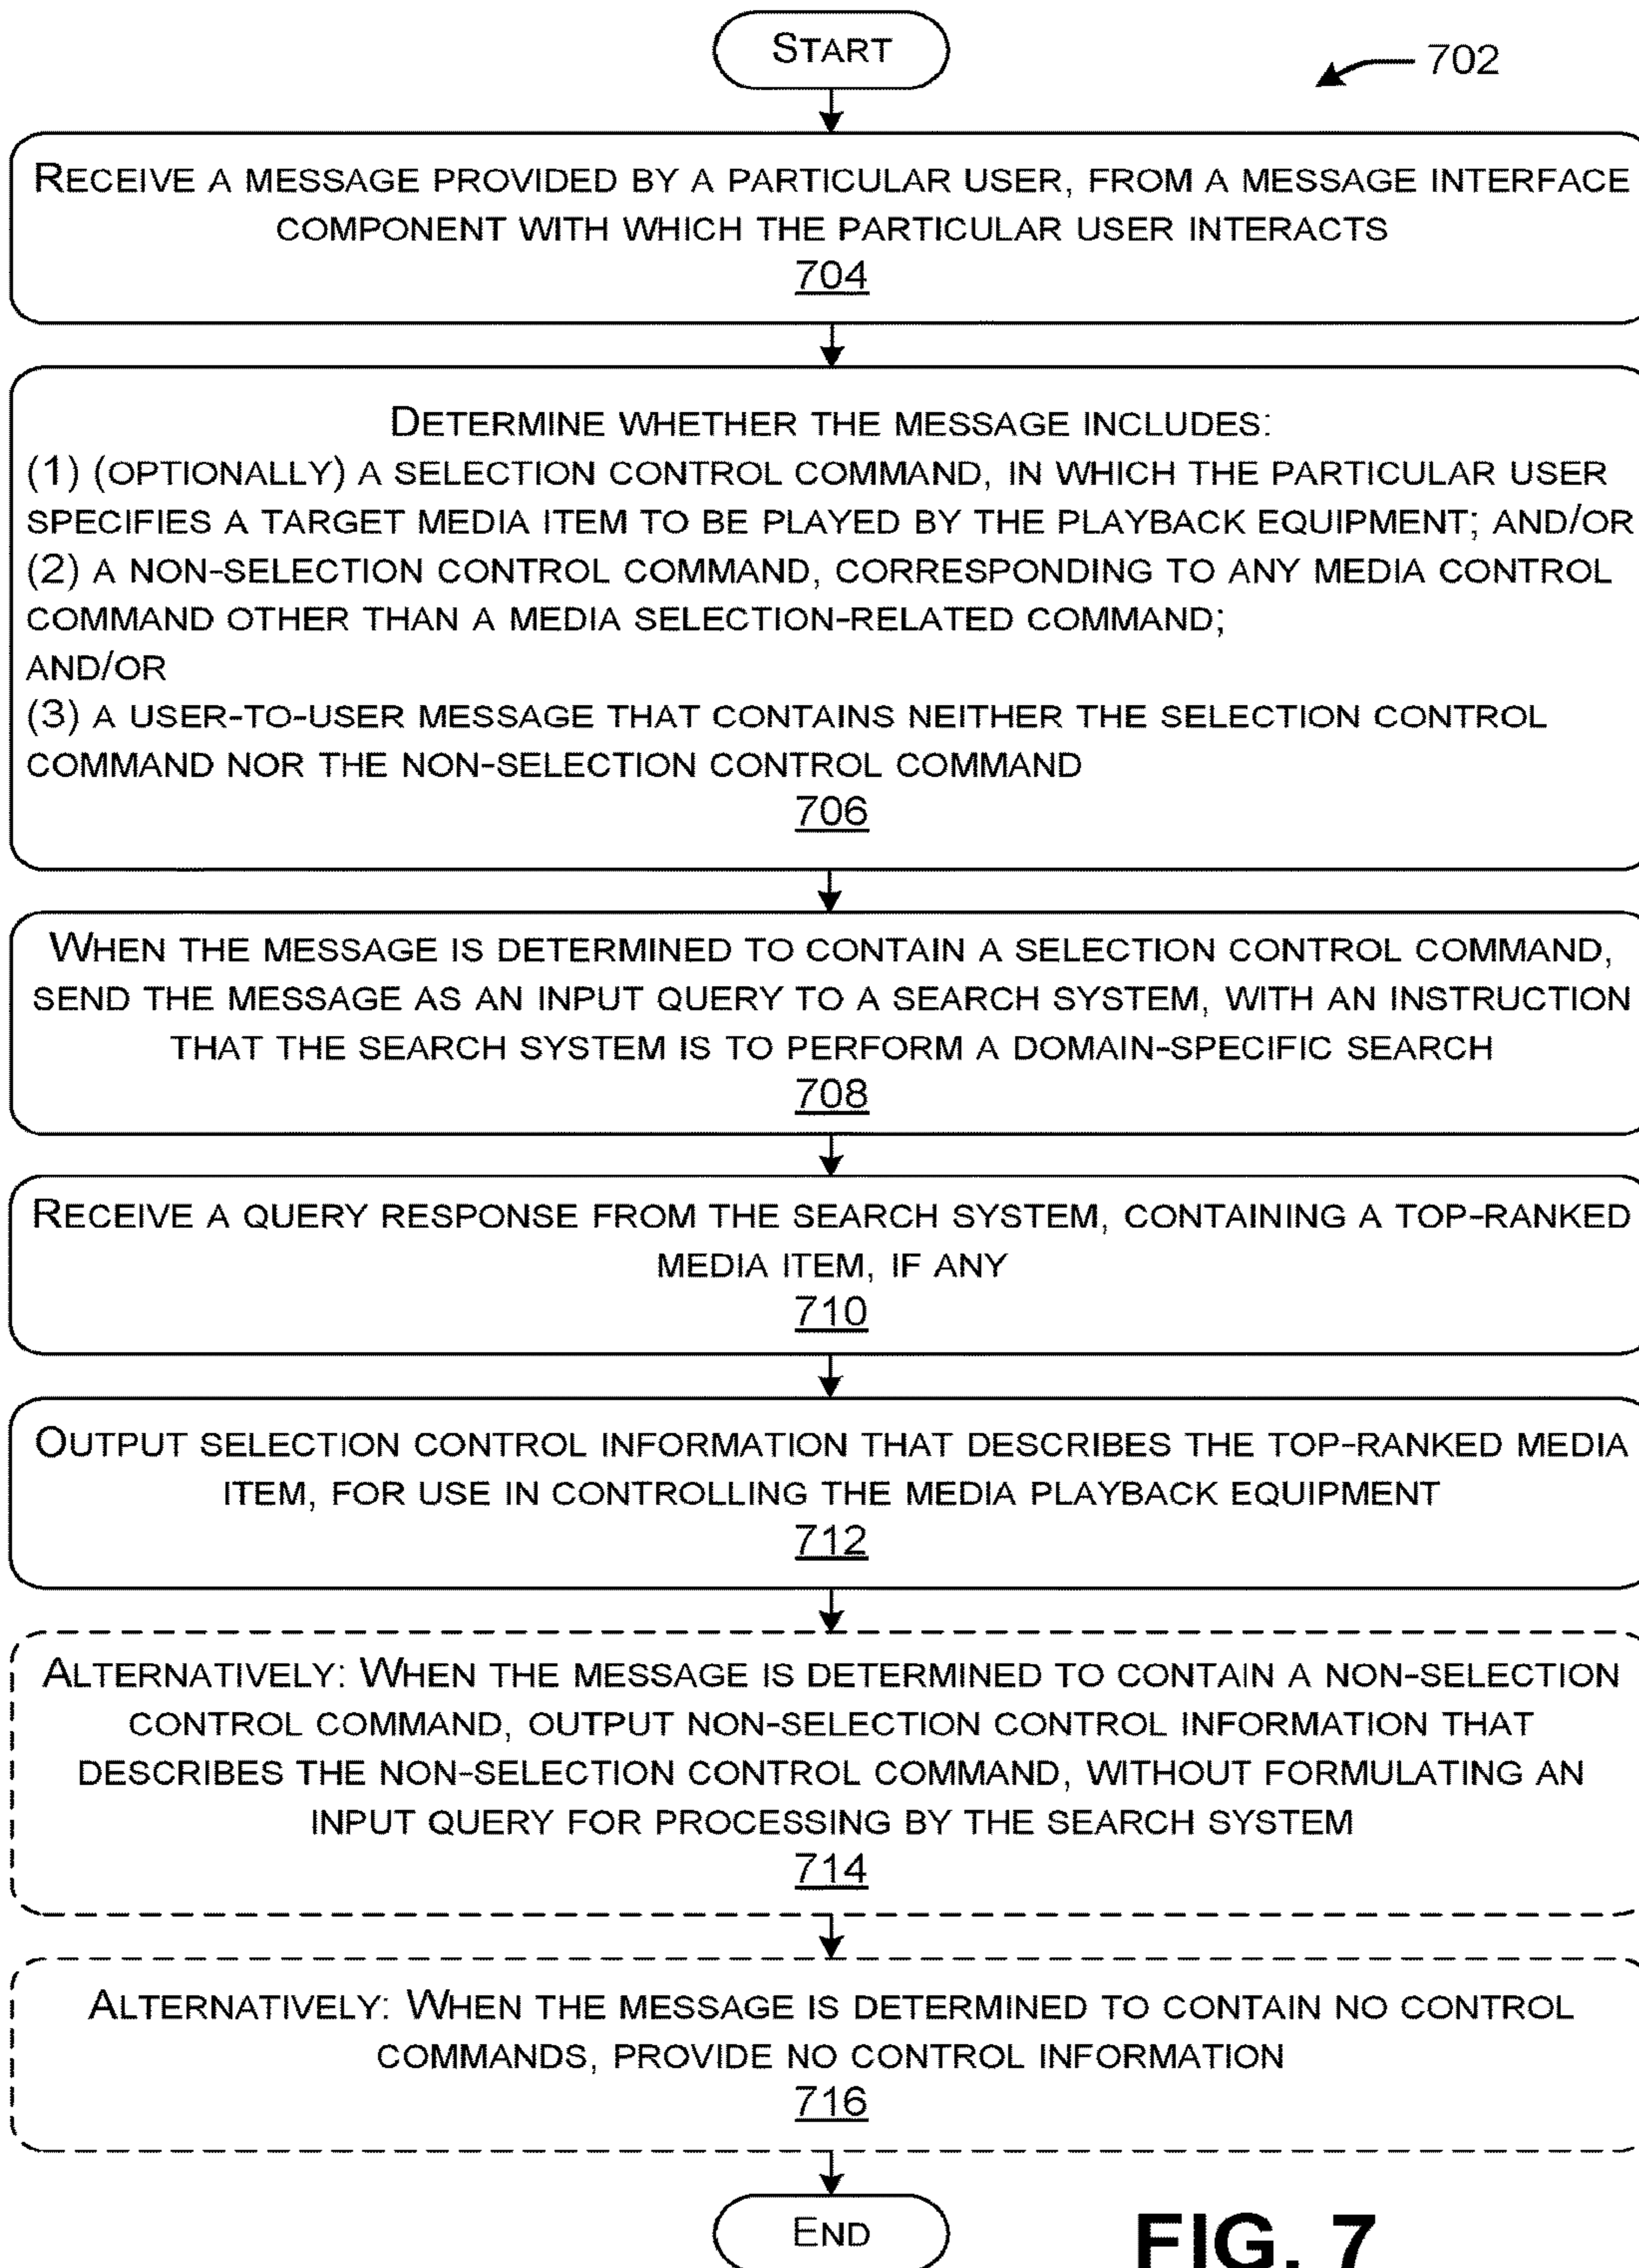 START
702
RECEIVE A MESSAGE PROVIDED BY A PARTICULAR USER, FROM A MESSAGE INTERFACE
COMPONENT WITH WHICH THE PARTICULAR USER INTERACTS
704
DETERMINE WHETHER THE MESSAGE INCLUDES:
(1) (OPTIONALLY) A SELECTION CONTROL COMMAND, IN WHICH THE PARTICULAR USER
SPECIFIES A TARGET MEDIA ITEM TO BE PLAYED BY THE PLAYBACK EQUIPMENT; AND/OR
(2) A NON-SELECTION CONTROL COMMAND, CORRESPONDING TO ANY MEDIA CONTROL
COMMAND OTHER THAN A MEDIA SELECTION-RELATED COMMAND;
AND/OR
(3) A USER-TO-USER MESSAGE THAT CONTAINS NEITHER THE SELECTION CONTROL
COMMAND NOR THE NON-SELECTION CONTROL COMMAND
706
WHEN THE MESSAGE IS DETERMINED TO CONTAIN A SELECTION CONTROL COMMAND,
SEND THE MESSAGE AS AN INPUT QUERY TO A SEARCH SYSTEM, WITH AN INSTRUCTION
THAT THE SEARCH SYSTEM IS TO PERFORM A DOMAIN-SPECIFIC SEARCH
708
RECEIVE A QUERY RESPONSE FROM THE SEARCH SYSTEM, CONTAINING A TOP-RANKED
MEDIA ITEM, IF ANY
710
OUTPUT SELECTION CONTROL INFORMATION THAT DESCRIBES THE TOP-RANKED MEDIA
ITEM, FOR USE IN CONTROLLING THE MEDIA PLAYBACK EQUIPMENT
712
ALTERNATIVELY: WHEN THE MESSAGE IS DETERMINED TO CONTAIN A NON-SELECTION
CONTROL COMMAND, OUTPUT NON-SELECTION CONTROL INFORMATION THAT
DESCRIBES THE NON-SELECTION CONTROL COMMAND, WITHOUT FORMULATING AN
INPUT QUERY FOR PROCESSING BY THE SEARCH SYSTEM
714
ALTERNATIVELY: WHEN THE MESSAGE IS DETERMINED TO CONTAIN NO CONTROL
COMMANDS, PROVIDE NO CONTROL INFORMATION
716
END
FIG. 7